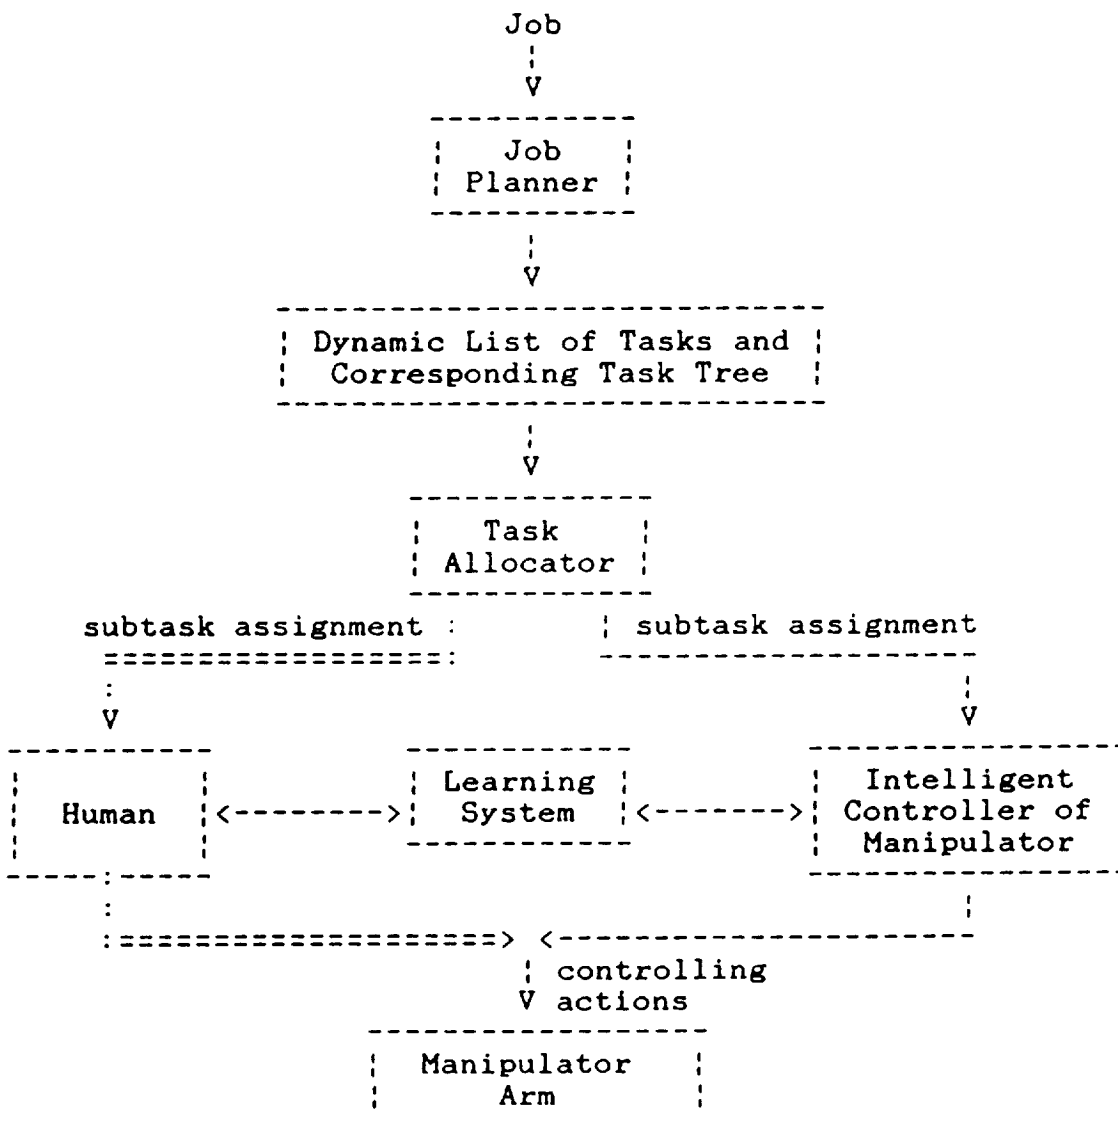 Job
Job
Planner
Dynamic List of Tasks and
Corresponding Task Tree
Task
Allocator
subtask assignment
subtask assignment
Human
Learning
System
Intelligent
Controller of
Manipulator
controlling
actions
Manipulator
Arm